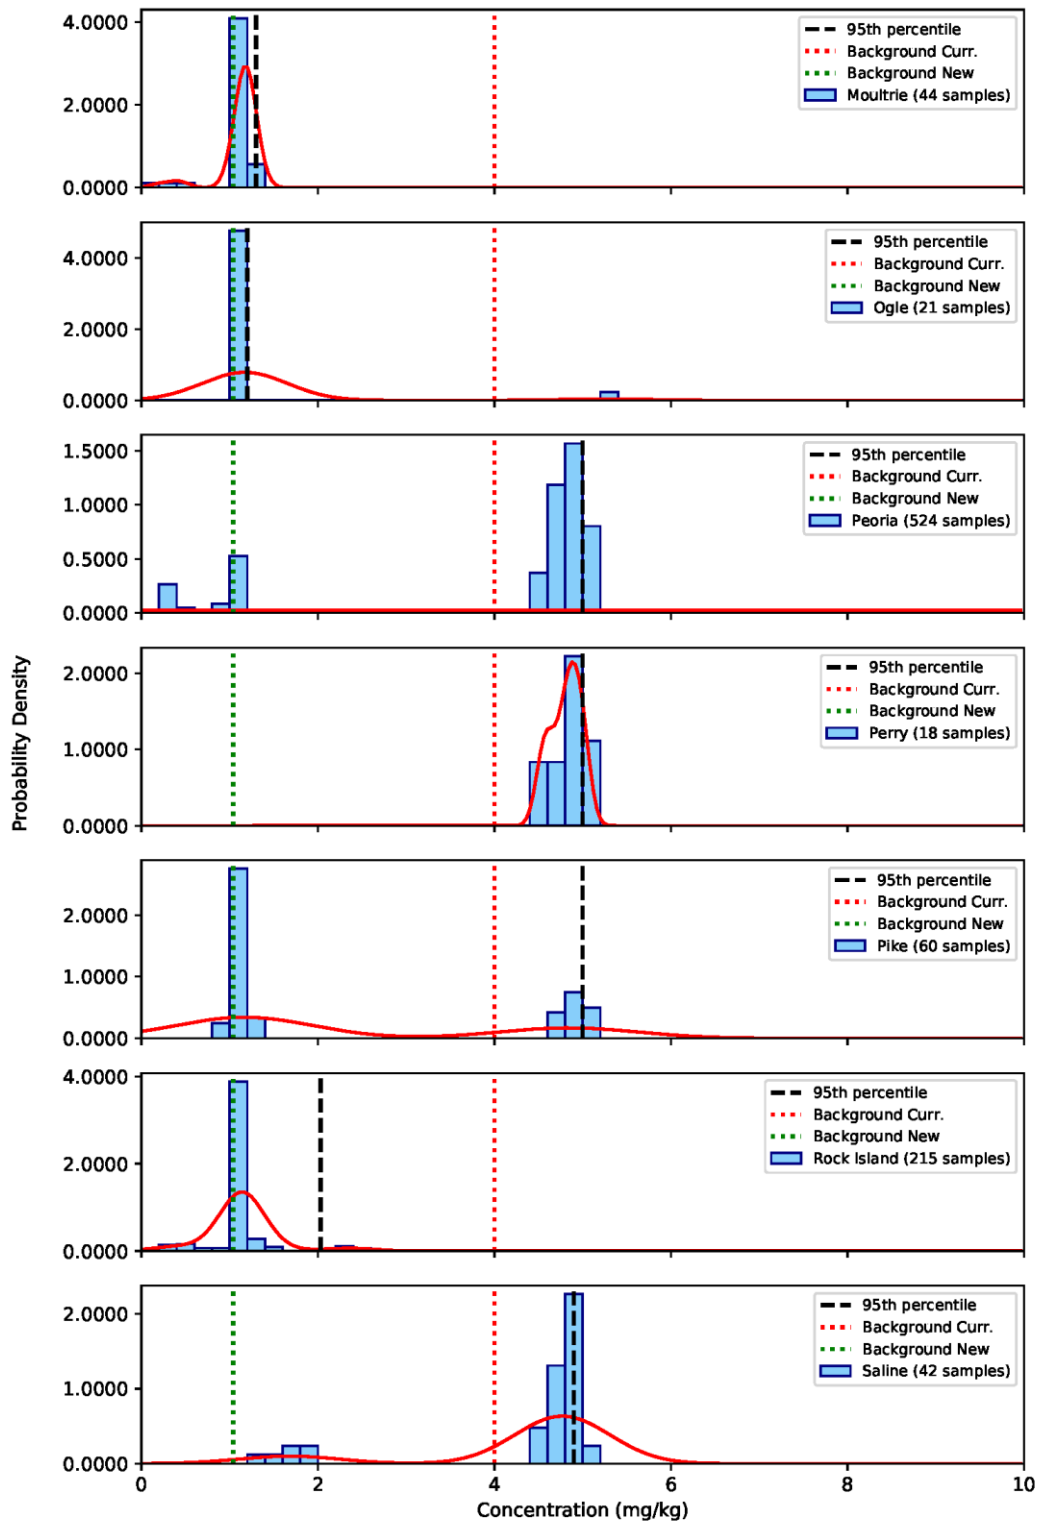 4.0000
2.0000
0.0000
95th percentile
Background Curr.
Background New
Moultrie (44 samples)
4.0000
2.0000
0.0000
95th percentile
Background Curr.
Background New
Ogle (21 samples)
1.5000
1.0000
0.5000
0.0000
95th percentile
Background Curr.
Background New
Peoria (524 samples)
Probability Density
2.0000
1.0000
0.0000
95th percentile
Background Curr.
Background New
Perry (18 samples)
2.0000
1.0000
0.0000
95th percentile
Background Curr.
Background New
Pike (60 samples)
4.0000
2.0000
0.0000
95th percentile
Background Curr.
Background New
Rock Island (215 samples)
2.0000
1.0000
0.0000
95th percentile
Background Curr.
Background New
Saline (42 samples)
0 2 4 6 8 10
Concentration (mg/kg)